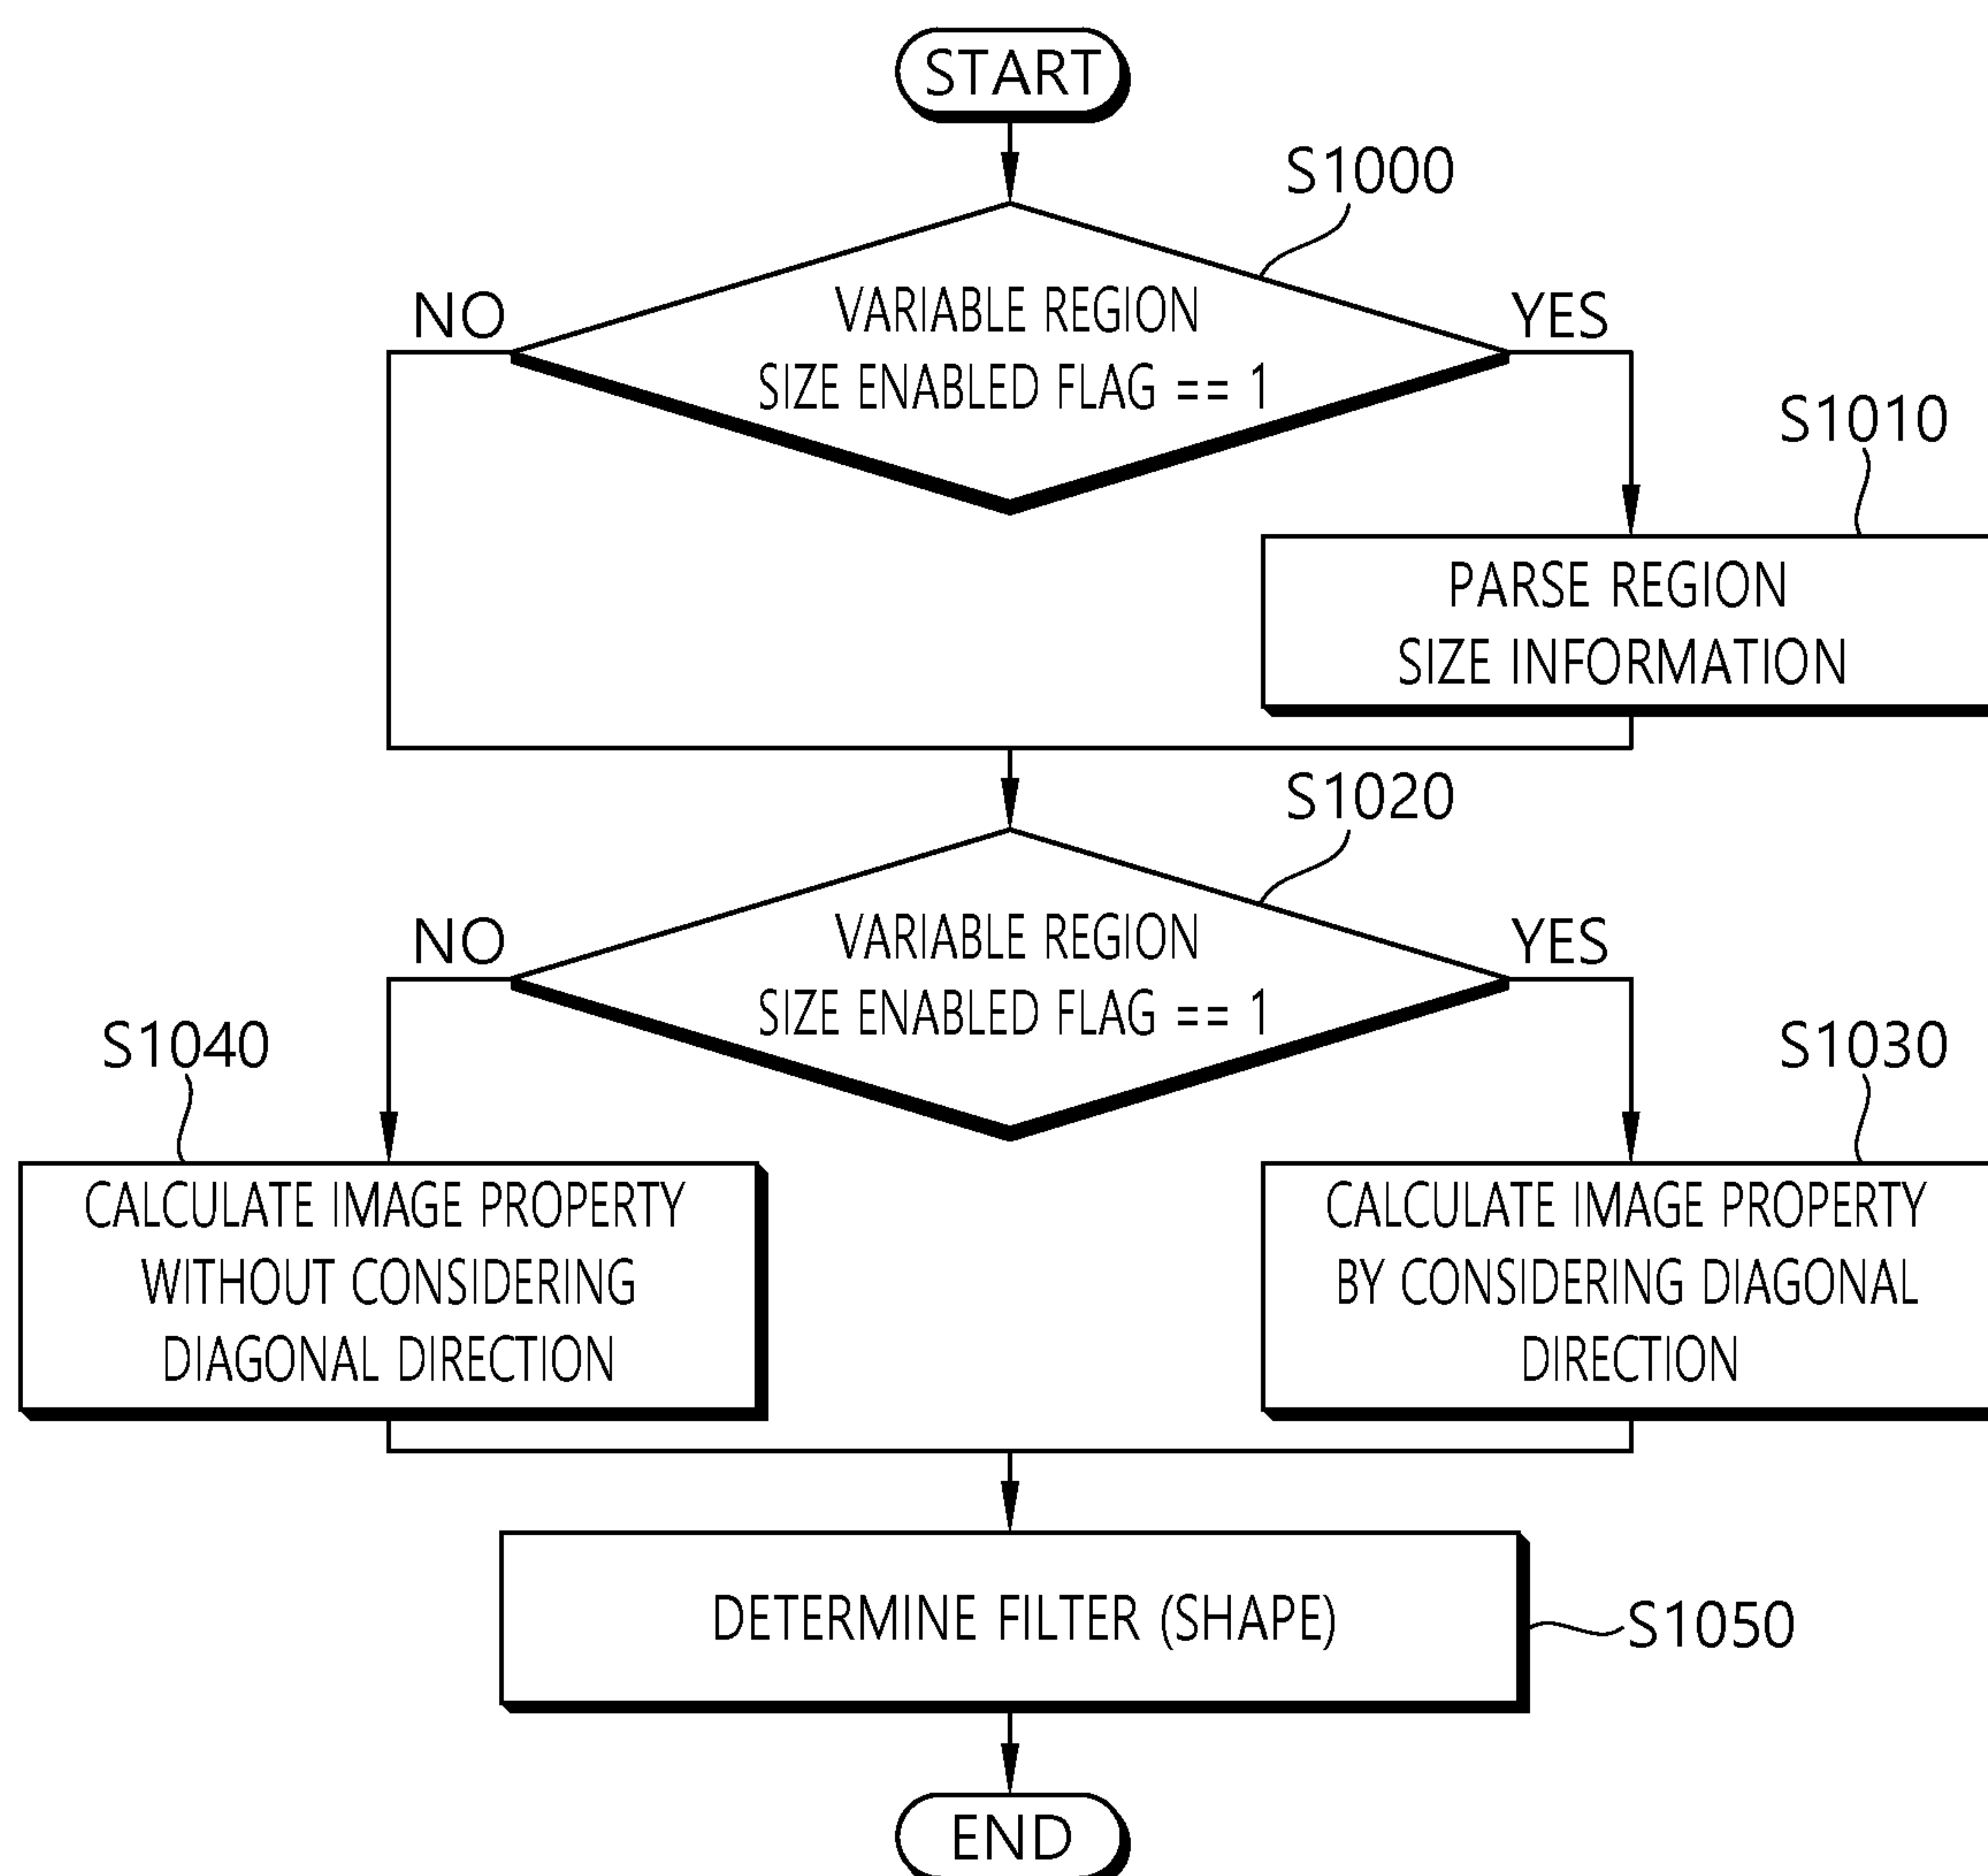 START
S1000
NO
YES
VARIABLE REGION
SIZE ENABLED FLAG == 1
S1010
PARSE REGION
SIZE INFORMATION
S1020
NO
YES
VARIABLE REGION
SIZE ENABLED FLAG == 1
S1040
S1030
CALCULATE IMAGE PROPERTY
WITHOUT CONSIDERING
DIAGONAL DIRECTION
CALCULATE IMAGE PROPERTY
BY CONSIDERING DIAGONAL
DIRECTION
DETERMINE FILTER (SHAPE)
S1050
END